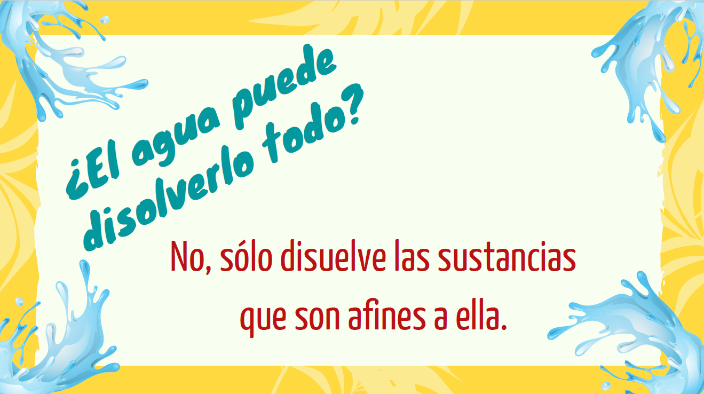 ¿El agua puede
disolverlo todo?
No, sólo disuelve las sustancias
que son afines a ella.